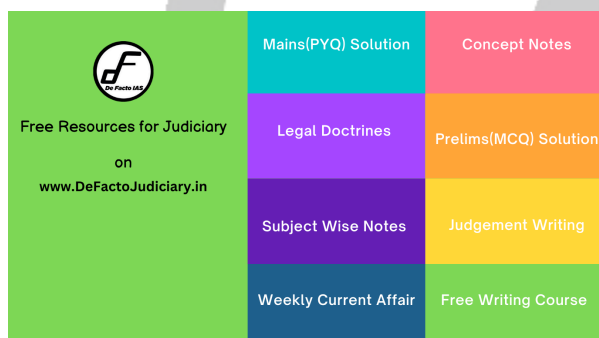 dF
De Facto IAS
Free Resources for Judiciary
on
www.DeFactoJudiciary.in
Mains(PYQ) Solution
Concept Notes
Legal Doctrines
Prelims(MCQ) Solution
Subject Wise Notes
Judgement Writing
Weekly Current Affair
Free Writing Course